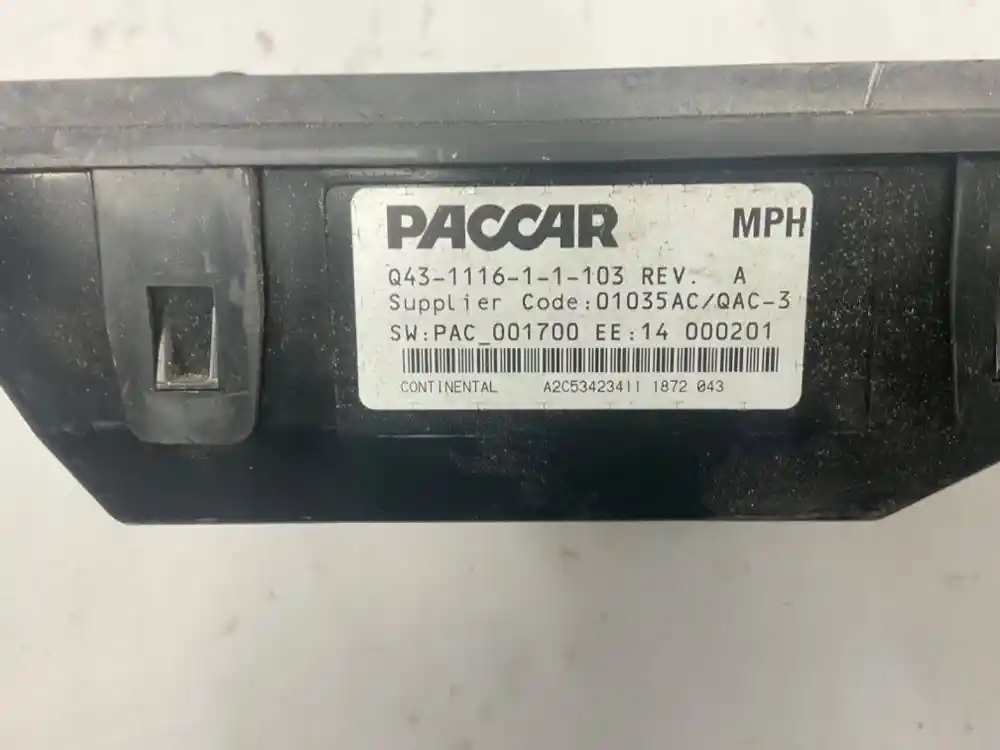 PACCAR MPH
Q43-1116-1-1-103 REV. A
Supplier Code:01035AC/QAC-3
SW:PAC_001700 EE:14 000201
CONTINENTAL A2C53423411 1872 043